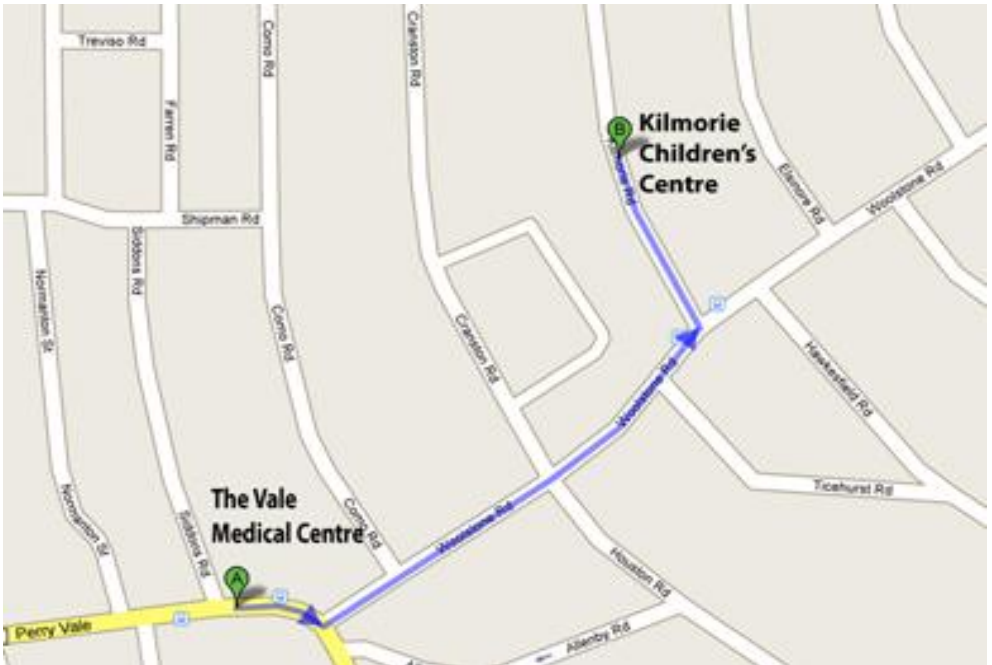 Treviso Rd
Farren Rd
Como Rd
Cranston Rd
B
Kilmorie
Children's
Centre
Elsinore Rd
Woolstone Rd
Shipman Rd
Siddons Rd
Normanton St
Como Rd
Cranston Rd
Hawkesfield Rd
Woolstone Rd
Ticehurst Rd
The Vale
Medical Centre
Normanton St
Siddons Rd
Como Rd
Woolstone Rd
Houston Rd
A
Perry Vale
Allenby Rd